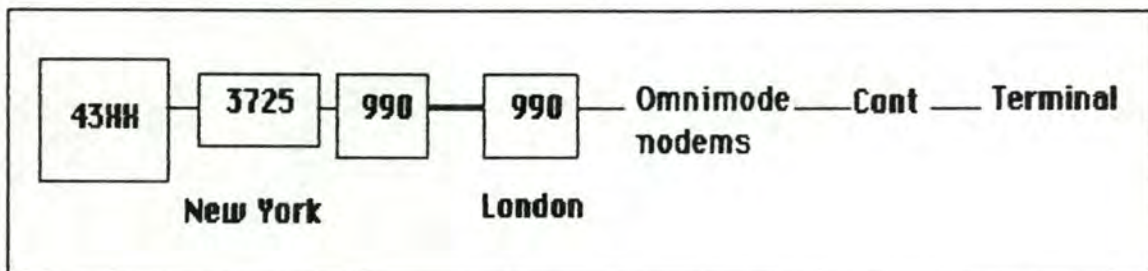 43HH
3725
990
990
Omnimode
nodems
Cont
Terminal
New York
London